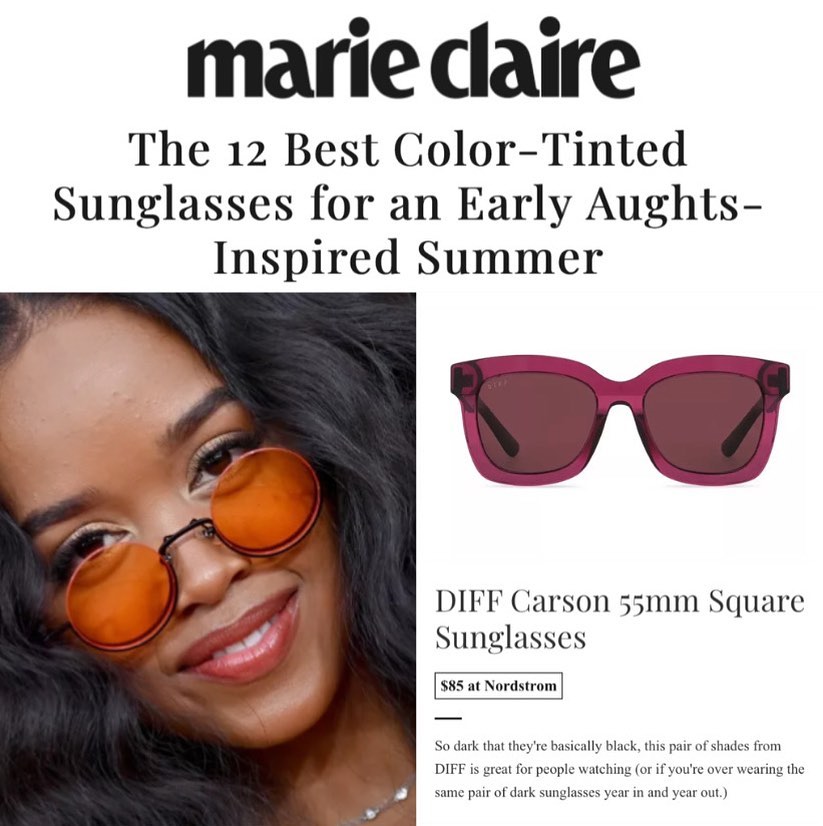 marie claire
The 12 Best Color-Tinted
Sunglasses for an Early Aughts-
Inspired Summer
DIFF
DIFF Carson 55mm Square
Sunglasses
$85 at Nordstrom
So dark that they're basically black, this pair of shades from
DIFF is great for people watching (or if you're over wearing the
same pair of dark sunglasses year in and year out.)